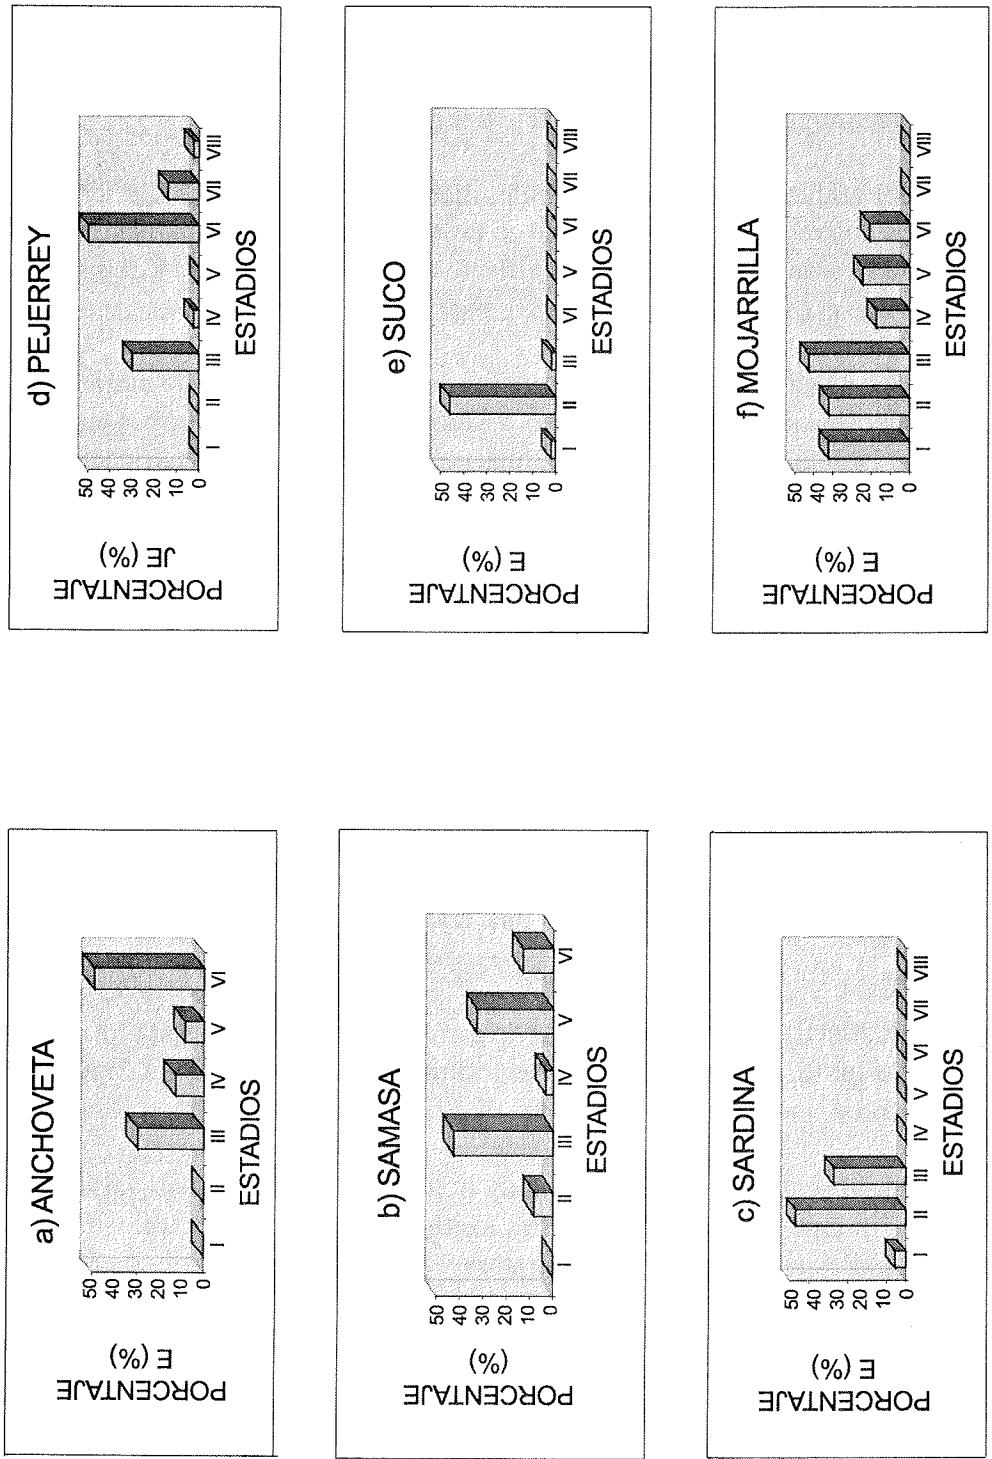 a) ANCHOVETA
PORCENTAJE
E (%)
50
40
30
20
10
0
I
II
III
IV
V
VI
ESTADIOS
b) SAMASA
PORCENTAJE
(%)
50
40
30
20
10
0
I
II
III
IV
V
VI
ESTADIOS
c) SARDINA
PORCENTAJE
E (%)
50
40
30
20
10
0
I
II
III
IV
V
VI
VII
VIII
ESTADIOS
d) PEJERREY
PORCENTAJE
JE (%)
50
40
30
20
10
0
I
II
III
IV
V
VI
VII
VIII
ESTADIOS
e) SUCO
PORCENTAJE
E (%)
50
40
30
20
10
0
I
II
III
VI
V
VI
VII
VIII
ESTADIOS
f) MOJARRILLA
PORCENTAJE
E (%)
50
40
30
20
10
0
I
II
III
IV
V
VI
VII
VIII
ESTADIOS